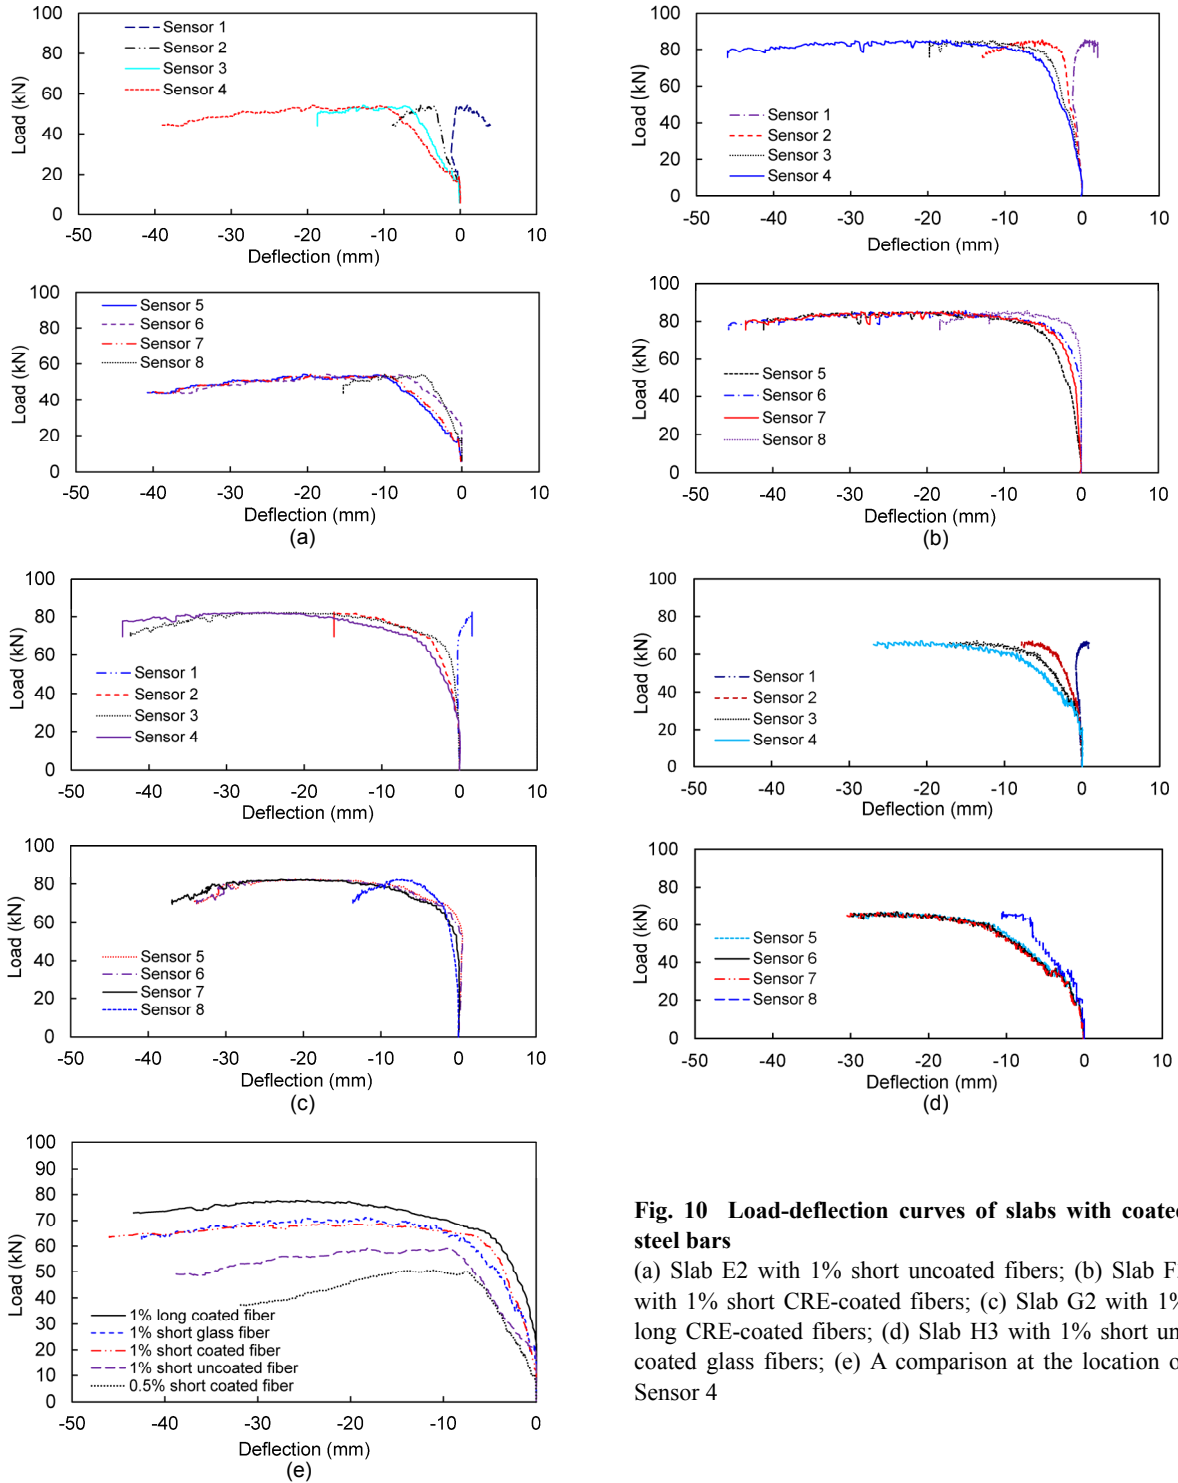 100
80
60
40
20
0
Load (kN)
Sensor 1
Sensor 2
Sensor 3
Sensor 4
-50 -40 -30 -20 -10 0 10
Deflection (mm)
100
80
60
40
20
0
Load (kN)
Sensor 5
Sensor 6
Sensor 7
Sensor 8
-50 -40 -30 -20 -10 0 10
Deflection (mm)
(a)
100
80
60
40
20
0
Load (kN)
Sensor 1
Sensor 2
Sensor 3
Sensor 4
-50 -40 -30 -20 -10 0 10
Deflection (mm)
100
80
60
40
20
0
Load (kN)
Sensor 5
Sensor 6
Sensor 7
Sensor 8
-50 -40 -30 -20 -10 0 10
Deflection (mm)
(b)
100
80
60
40
20
0
Load (kN)
Sensor 1
Sensor 2
Sensor 3
Sensor 4
-50 -40 -30 -20 -10 0 10
Deflection (mm)
100
80
60
40
20
0
Load (kN)
Sensor 5
Sensor 6
Sensor 7
Sensor 8
-50 -40 -30 -20 -10 0 10
Deflection (mm)
(c)
100
80
60
40
20
0
Load (kN)
Sensor 1
Sensor 2
Sensor 3
Sensor 4
-50 -40 -30 -20 -10 0 10
Deflection (mm)
100
80
60
40
20
0
Load (kN)
Sensor 5
Sensor 6
Sensor 7
Sensor 8
-50 -40 -30 -20 -10 0 10
Deflection (mm)
(d)
100
90
80
70
60
50
40
30
20
10
0
Load (kN)
1% long coated fiber
1% short glass fiber
1% short coated fiber
1% short uncoated fiber
0.5% short coated fiber
-50 -40 -30 -20 -10 0
Deflection (mm)
(e)
Fig. 10 Load-deflection curves of slabs with coated
steel bars
(a) Slab E2 with 1% short uncoated fibers; (b) Slab F
with 1% short CRE-coated fibers; (c) Slab G2 with 1%
long CRE-coated fibers; (d) Slab H3 with 1% short un
coated glass fibers; (e) A comparison at the location o
Sensor 4